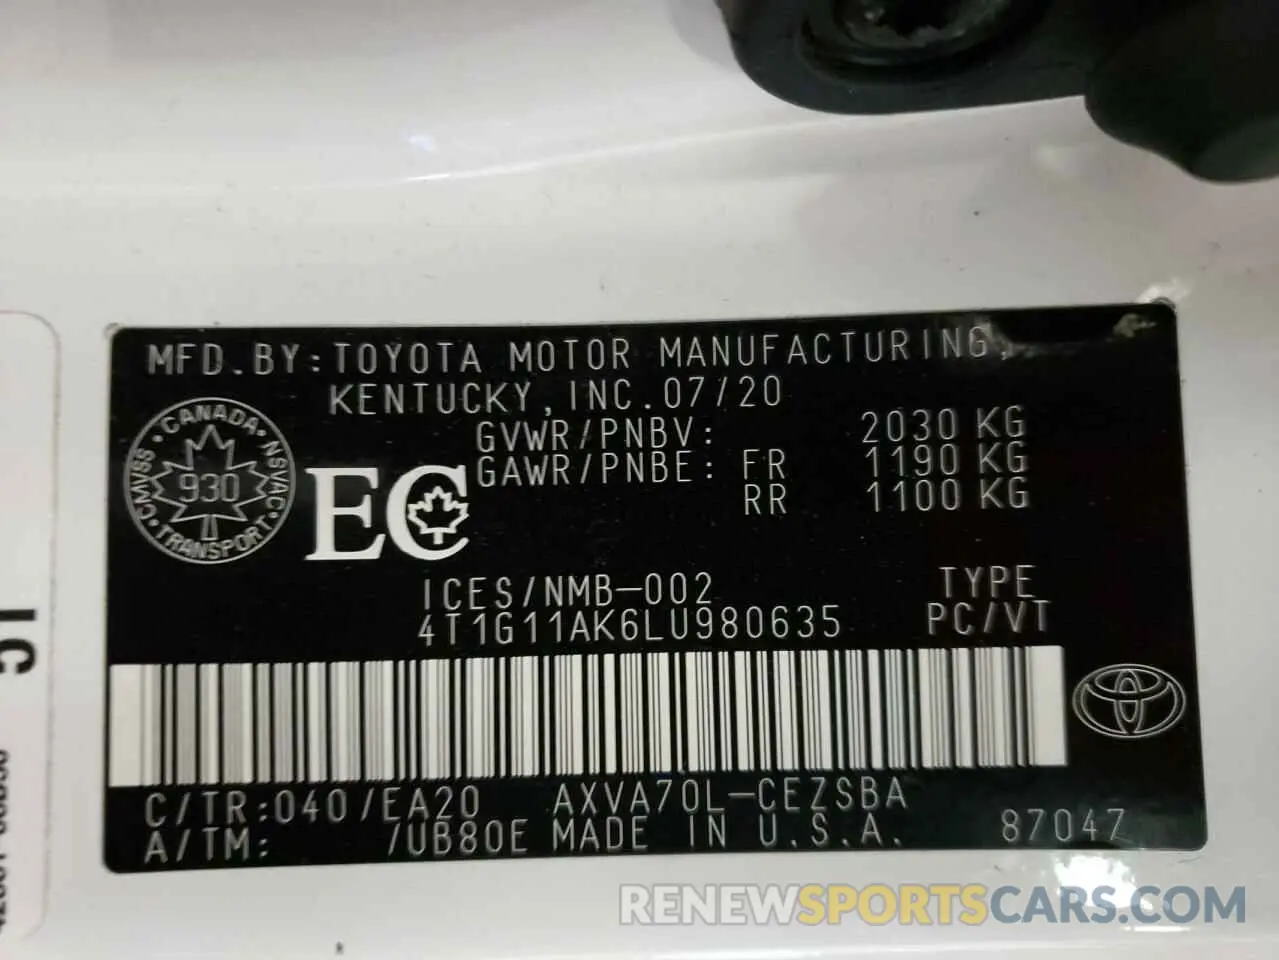 MFD.BY:TOYOTA MOTOR MANUFACTURING,
KENTUCKY, INC. 07/20
GVWR/PNBV: 2030 KG
GAWR/PNBE: FR 1190 KG
RR 1100 KG
CANADA • NSVAC • TRANSPORT • CMVSS
930
EC
ICES/NMB-002 TYPE
4T1G11AK6LU980635 PC/VT
C/TR:040/EA20 AXVA70L-CEZSBA
A/TM: /UB80E MADE IN U.S.A. 87047
RENEWSPORTSCARS.COM